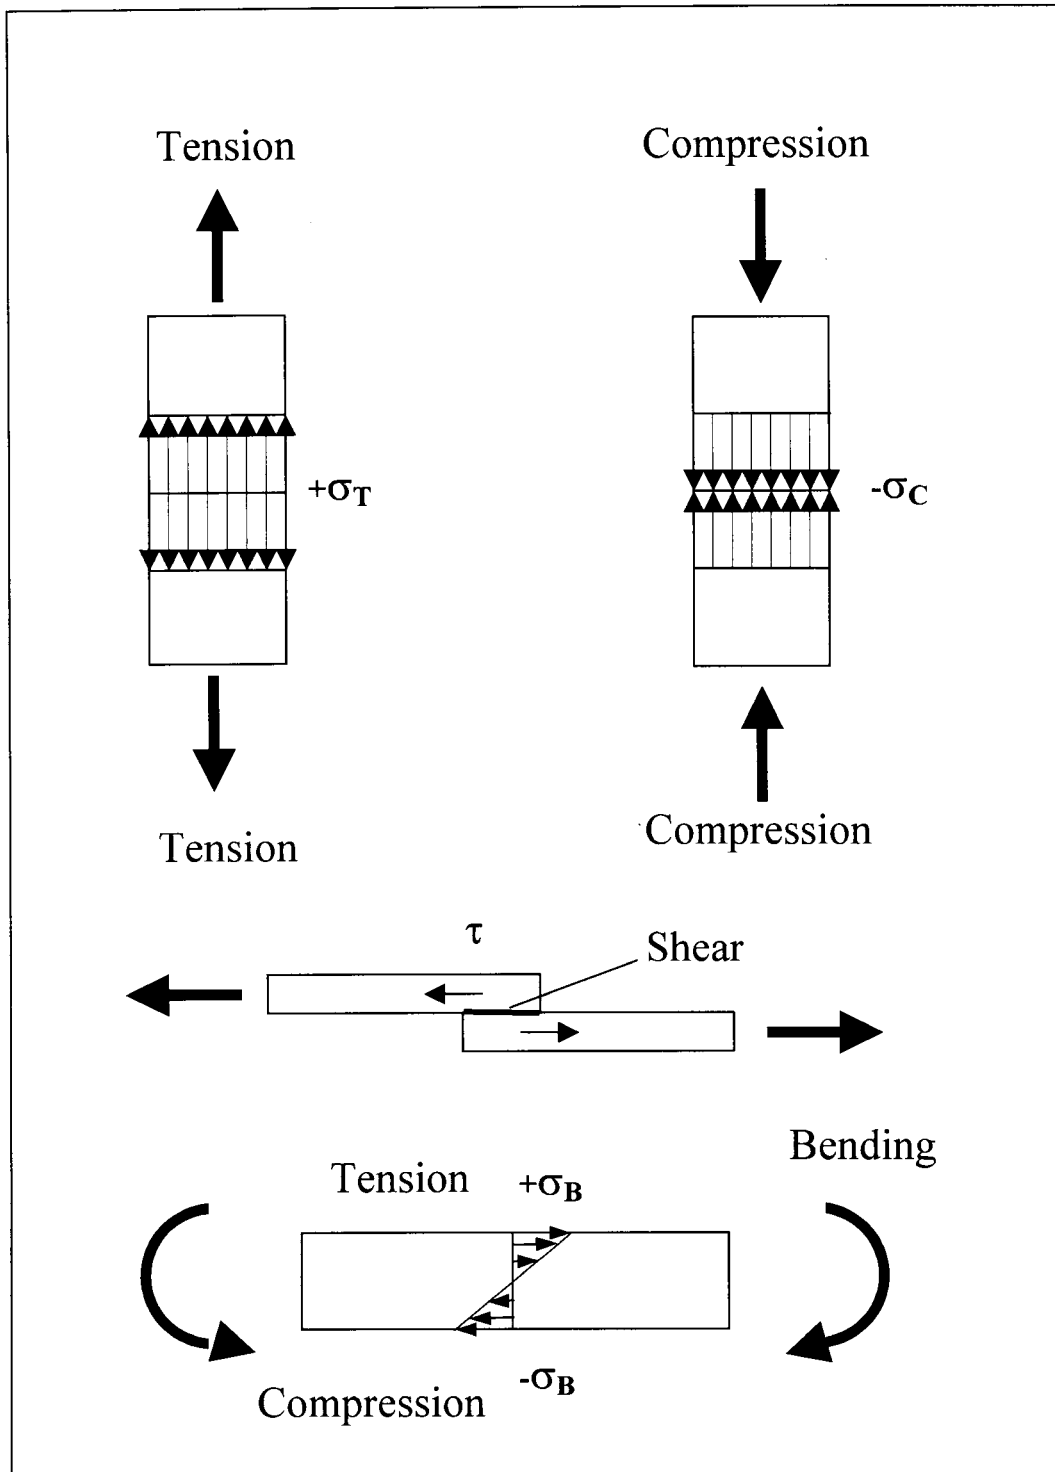 Tension
Compression
+σT
-σC
Tension
Compression
τ
Shear
Bending
Tension
+σB
-σB
Compression